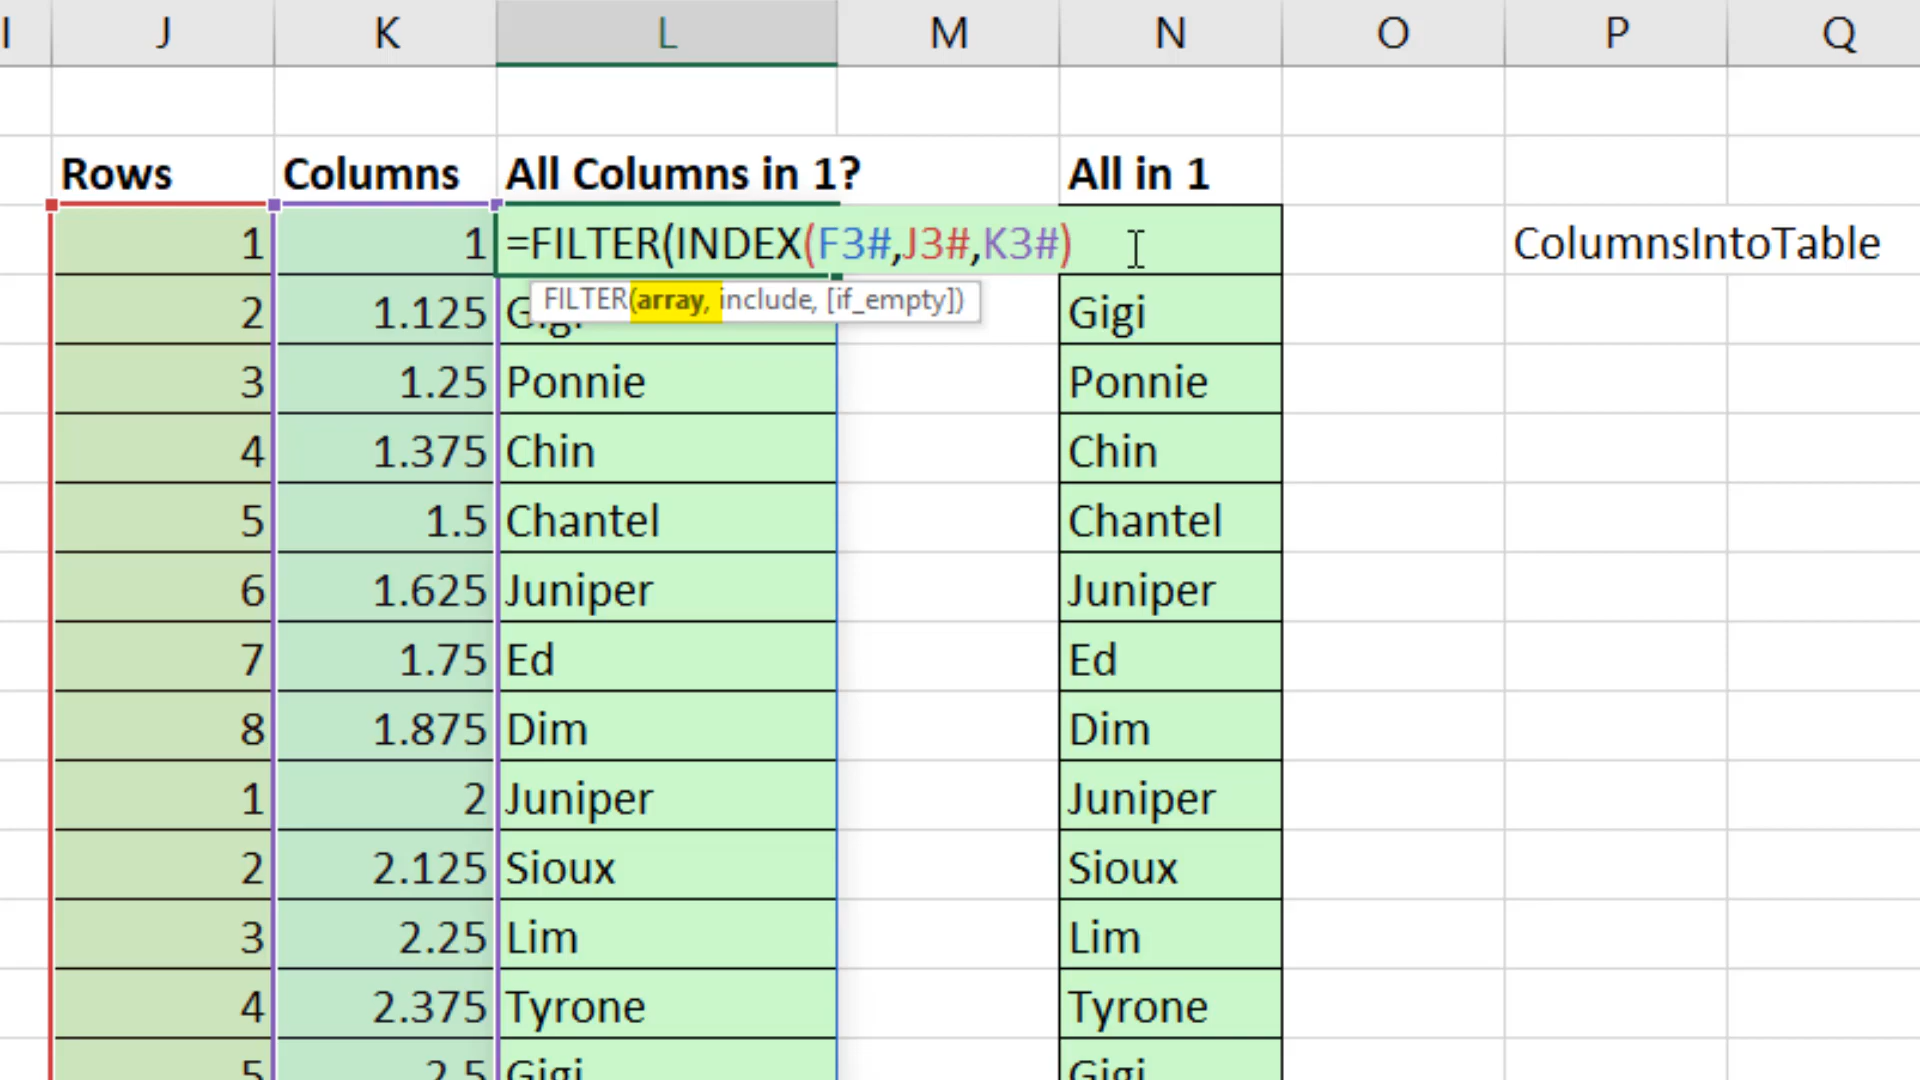 I J K L M N O P Q
Rows Columns All Columns in 1? All in 1
1 1 =FILTER(INDEX(F3#,J3#,K3#) ColumnsIntoTable
FILTER(array, include, [if_empty])
2 1.125 Gigi Gigi
3 1.25 Ponnie Ponnie
4 1.375 Chin Chin
5 1.5 Chantel Chantel
6 1.625 Juniper Juniper
7 1.75 Ed Ed
8 1.875 Dim Dim
1 2 Juniper Juniper
2 2.125 Sioux Sioux
3 2.25 Lim Lim
4 2.375 Tyrone Tyrone
5 2.5 Gigi Gigi